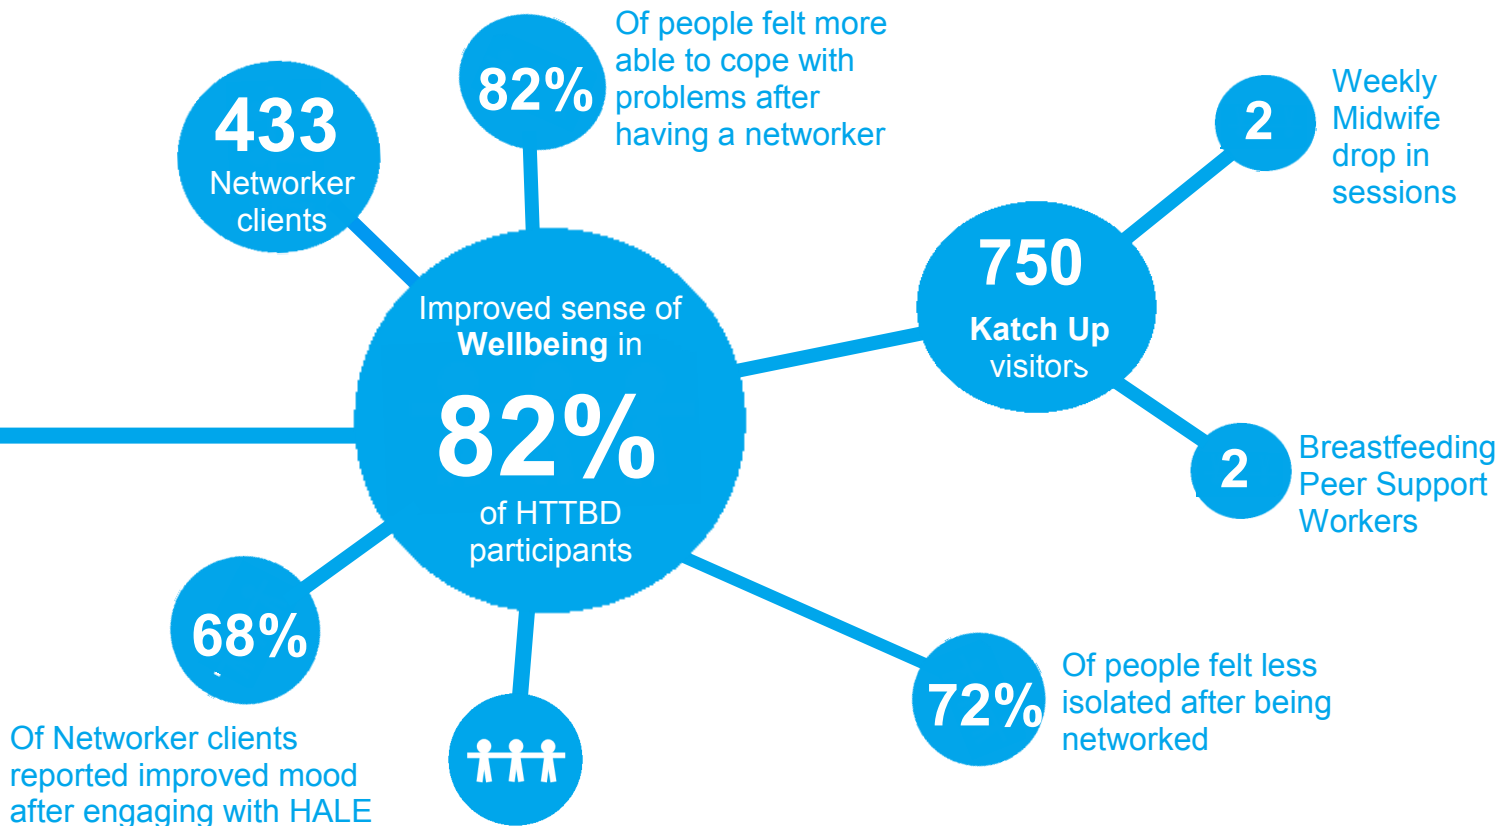 433
Networker
clients
82%
Of people felt more
able to cope with
problems after
having a networker
2
Weekly
Midwife
drop in
sessions
Improved sense of
Wellbeing in
82%
of HTTBD
participants
750
Katch Up
visitors
2
Breastfeeding
Peer Support
Workers
68%
Of Networker clients
reported improved mood
after engaging with HALE
72%
Of people felt less
isolated after being
networked